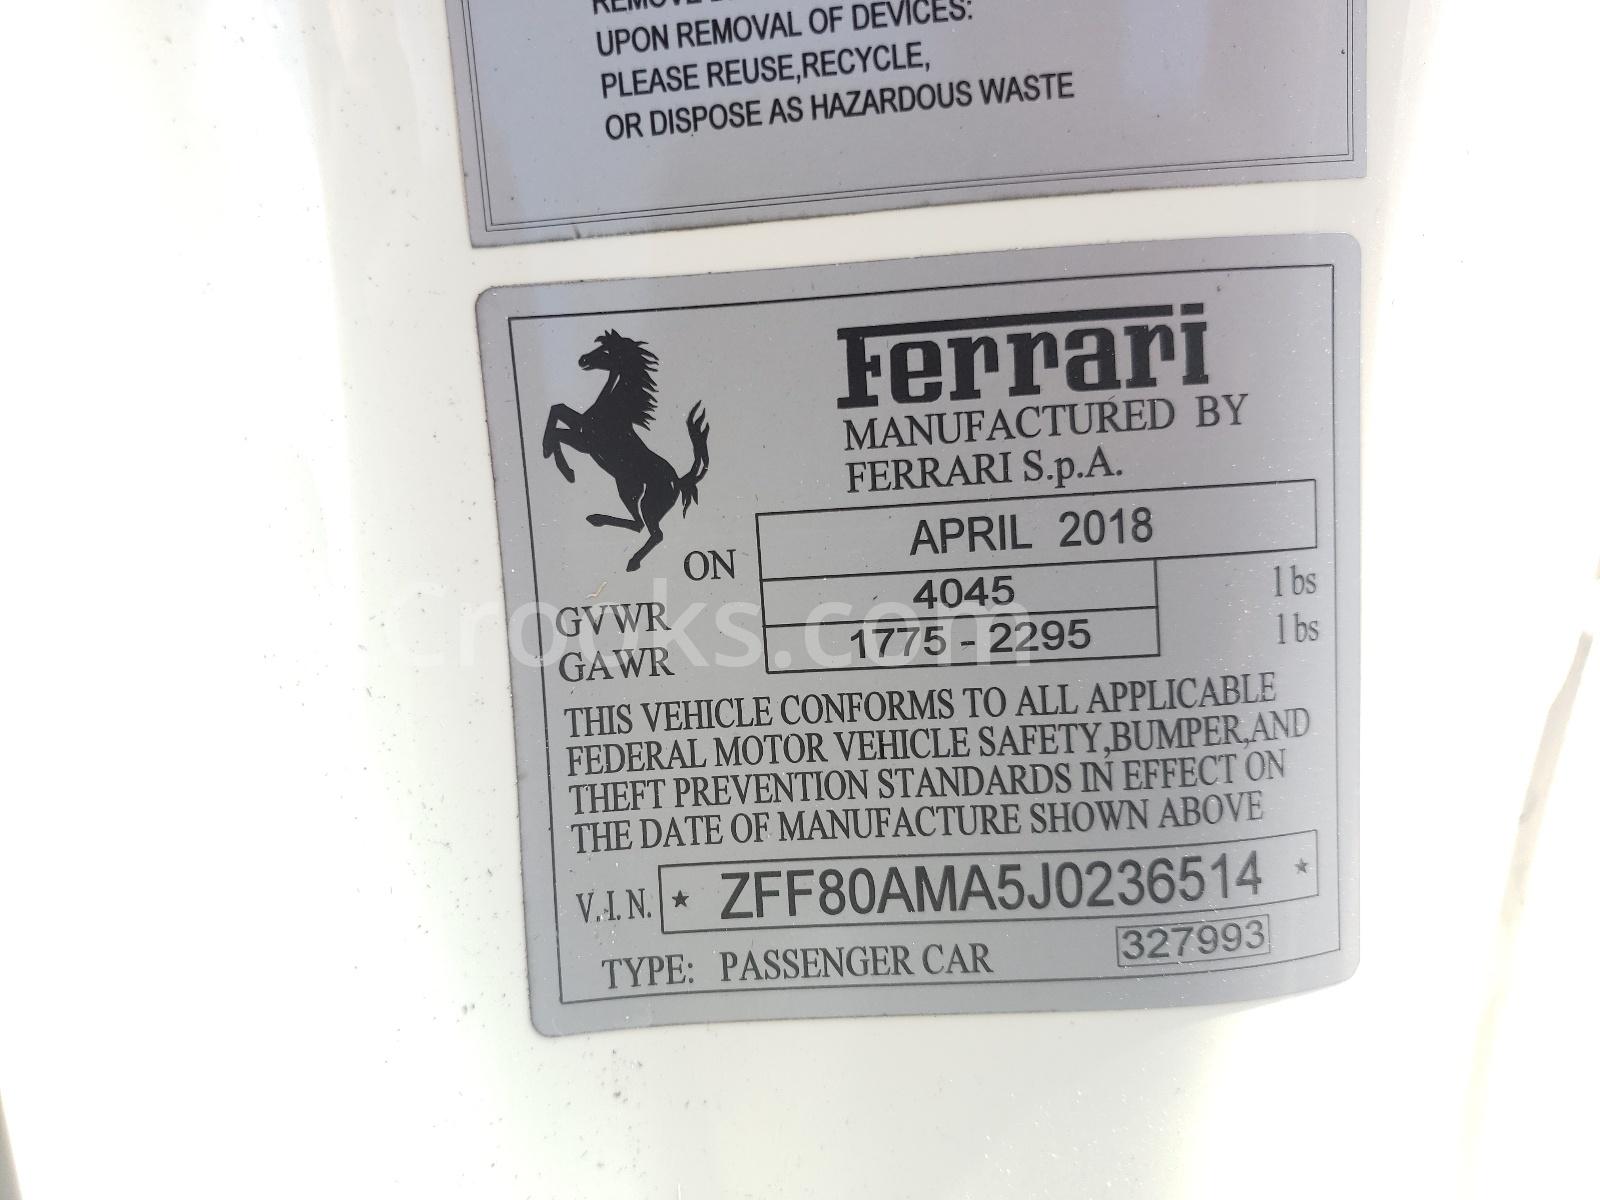 UPON REMOVAL OF DEVICES:
PLEASE REUSE,RECYCLE,
OR DISPOSE AS HAZARDOUS WASTE
Ferrari
MANUFACTURED BY
FERRARI S.p.A.
ON APRIL 2018
GVWR 4045 lbs
GAWR 1775 - 2295 lbs
THIS VEHICLE CONFORMS TO ALL APPLICABLE
FEDERAL MOTOR VEHICLE SAFETY,BUMPER,AND
THEFT PREVENTION STANDARDS IN EFFECT ON
THE DATE OF MANUFACTURE SHOWN ABOVE
V.I.N. * ZFF80AMA5J0236514 *
TYPE: PASSENGER CAR 327993